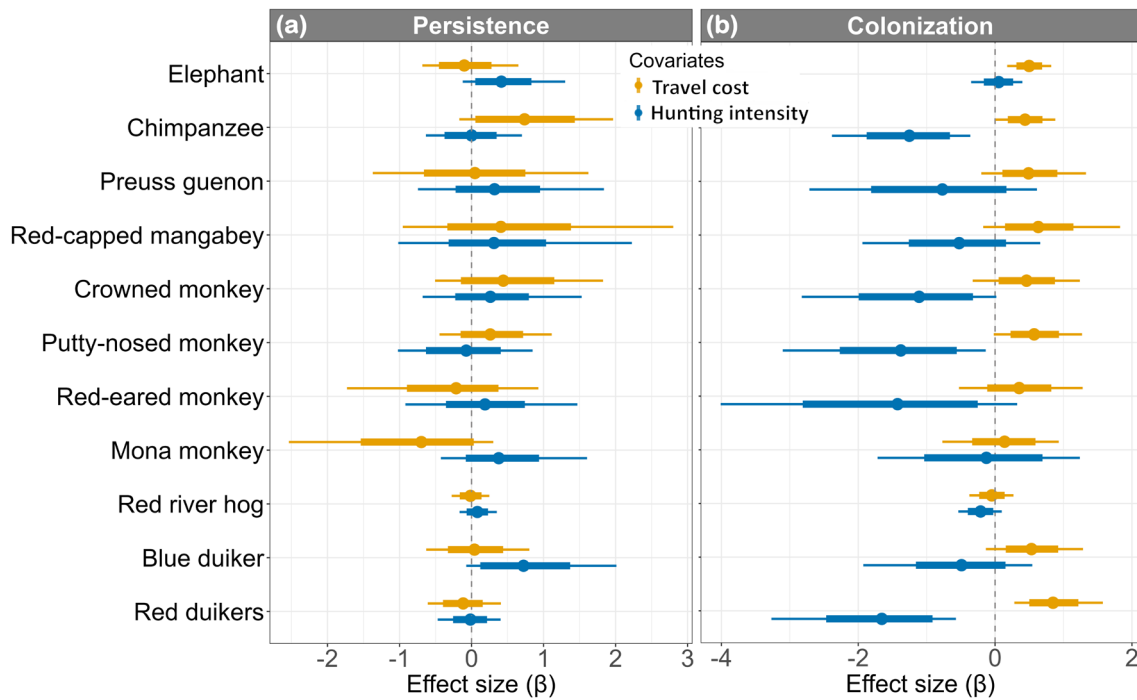 (a) Persistence
(b) Colonization
Covariates
Travel cost
Hunting intensity
Elephant
Chimpanzee
Preuss guenon
Red-capped mangabey
Crowned monkey
Putty-nosed monkey
Red-eared monkey
Mona monkey
Red river hog
Blue duiker
Red duikers
-2 -1 0 1 2 3
-4 -2 0 2
Effect size (β)
Effect size (β)